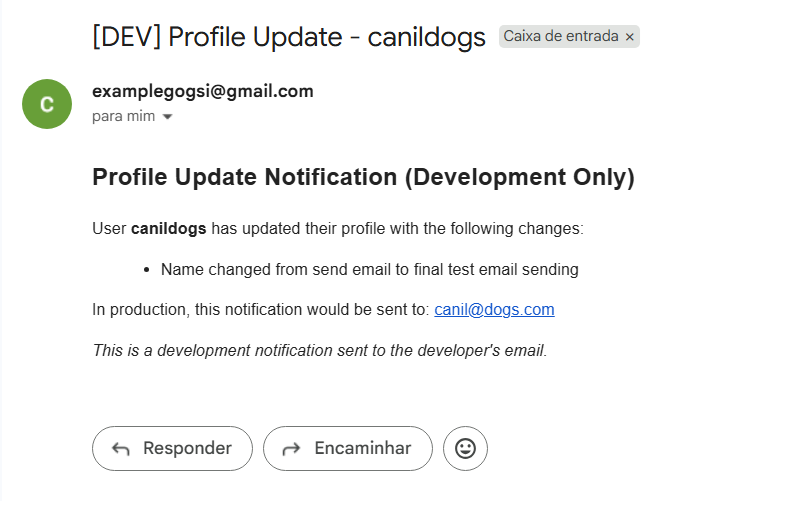 [DEV] Profile Update - canildogs Caixa de entrada ×
C
examplegogsi@gmail.com
para mim
Profile Update Notification (Development Only)
User canildogs has updated their profile with the following changes:
• Name changed from send email to final test email sending
In production, this notification would be sent to: canil@dogs.com
This is a development notification sent to the developer's email.
Responder Encaminhar